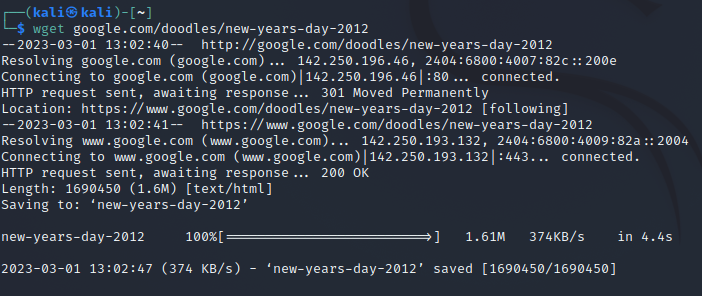 ┌──(kali㉿kali)-[~]
└─$ wget google.com/doodles/new-years-day-2012
--2023-03-01 13:02:40--  http://google.com/doodles/new-years-day-2012
Resolving google.com (google.com)... 142.250.196.46, 2404:6800:4007:82c::200e
Connecting to google.com (google.com)|142.250.196.46|:80... connected.
HTTP request sent, awaiting response... 301 Moved Permanently
Location: https://www.google.com/doodles/new-years-day-2012 [following]
--2023-03-01 13:02:41--  https://www.google.com/doodles/new-years-day-2012
Resolving www.google.com (www.google.com)... 142.250.193.132, 2404:6800:4009:82a::2004
Connecting to www.google.com (www.google.com)|142.250.193.132|:443... connected.
HTTP request sent, awaiting response... 200 OK
Length: 1690450 (1.6M) [text/html]
Saving to: ‘new-years-day-2012’
new-years-day-2012     100%[==========================>]   1.61M   374KB/s    in 4.4s
2023-03-01 13:02:47 (374 KB/s) - ‘new-years-day-2012’ saved [1690450/1690450]